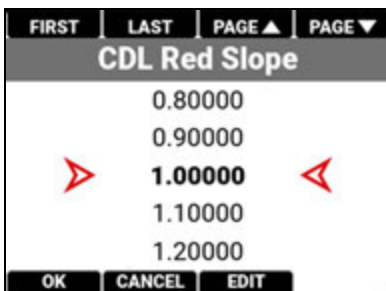 FIRST LAST PAGE▲ PAGE▼
CDL Red Slope
0.80000
0.90000
1.00000
1.10000
1.20000
OK CANCEL EDIT